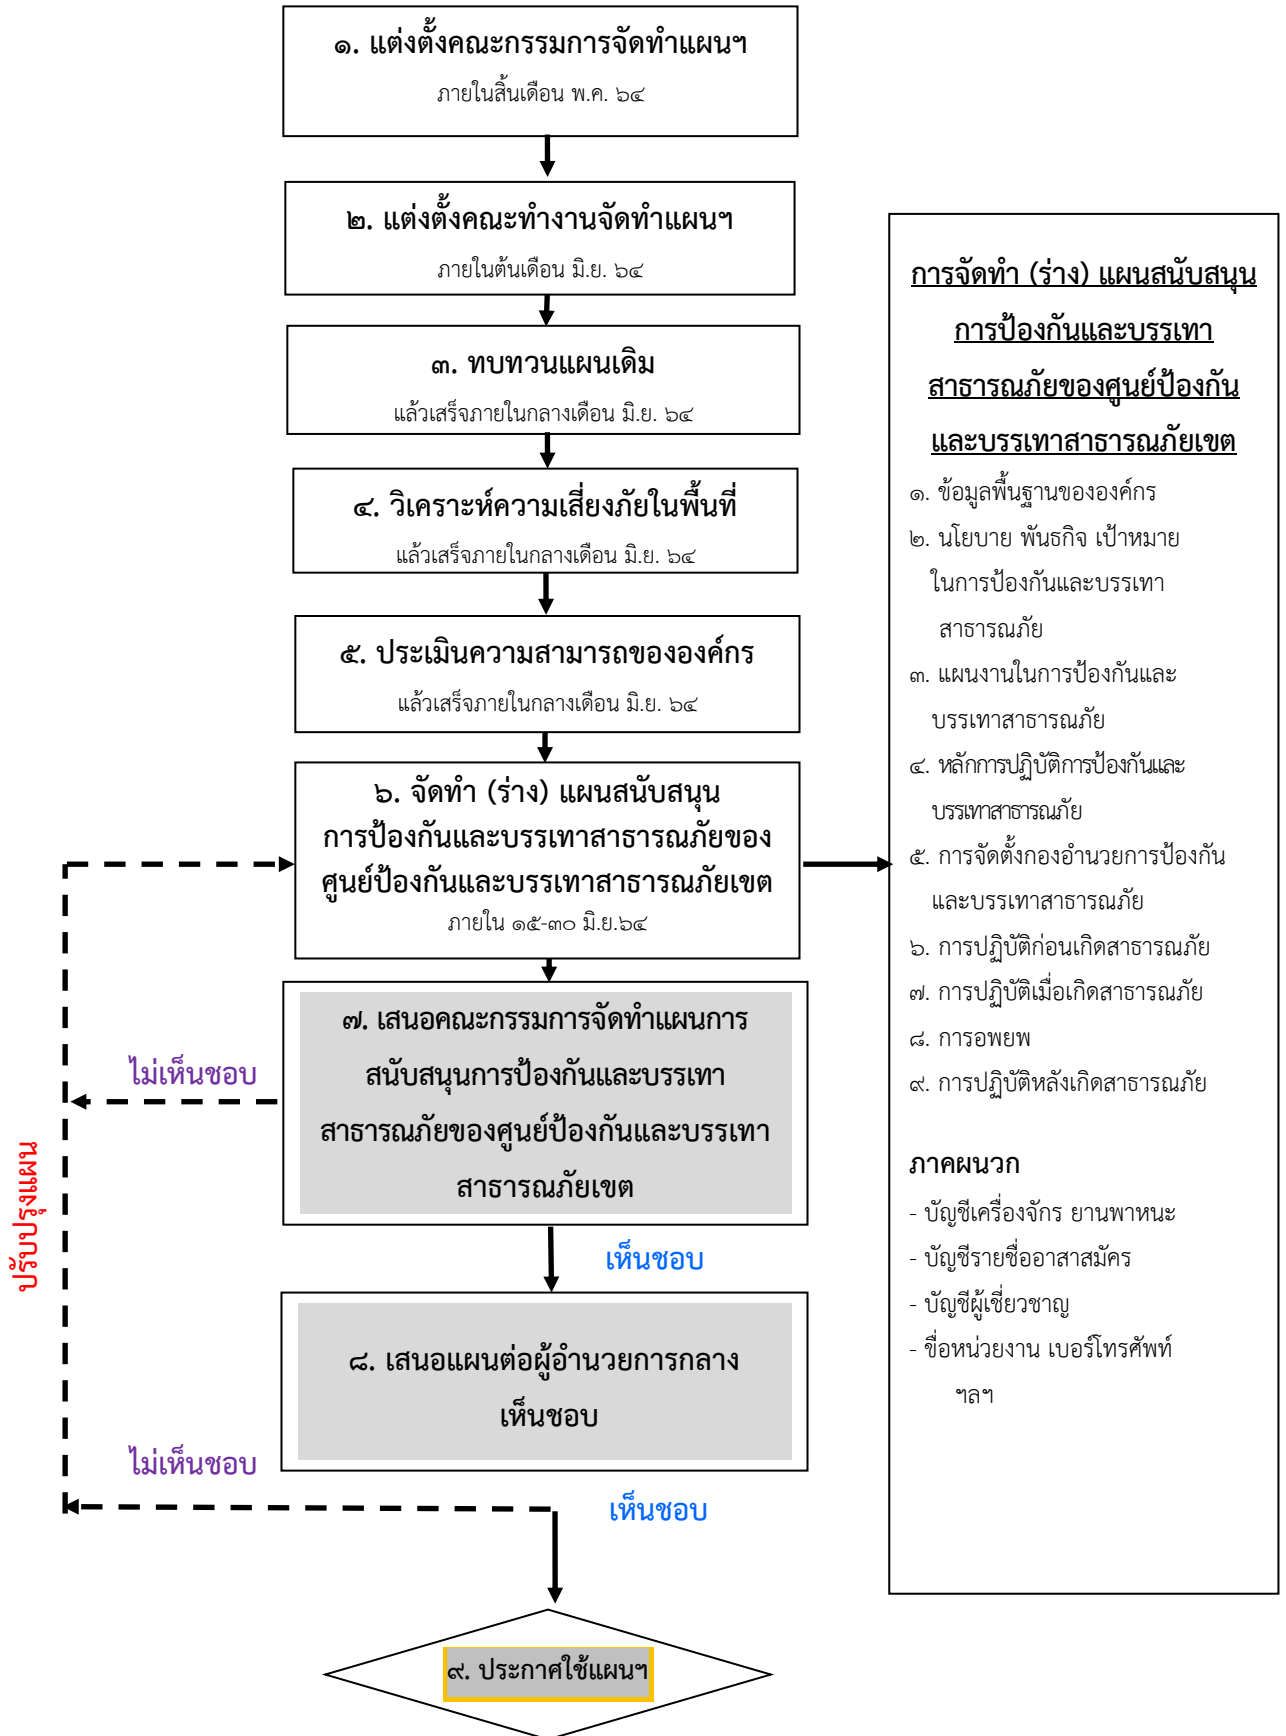 ๑. แต่งตั้งคณะกรรมการจัดทำแผนฯ
ภายในสิ้นเดือน พ.ค. ๖๔
๒. แต่งตั้งคณะทำงานจัดทำแผนฯ
ภายในต้นเดือน มิ.ย. ๖๔
๓. ทบทวนแผนเดิม
แล้วเสร็จภายในกลางเดือน มิ.ย. ๖๔
๔. วิเคราะห์ความเสี่ยงภัยในพื้นที่
แล้วเสร็จภายในกลางเดือน มิ.ย. ๖๔
๕. ประเมินความสามารถขององค์กร
แล้วเสร็จภายในกลางเดือน มิ.ย. ๖๔
๖. จัดทำ (ร่าง) แผนสนับสนุน
การป้องกันและบรรเทาสาธารณภัยของ
ศูนย์ป้องกันและบรรเทาสาธารณภัยเขต
ภายใน ๑๕-๓๐ มิ.ย.๖๔
๗. เสนอคณะกรรมการจัดทำแผนการ
สนับสนุนการป้องกันและบรรเทา
สาธารณภัยของศูนย์ป้องกันและบรรเทา
สาธารณภัยเขต
ไม่เห็นชอบ
ปรับปรุงแผน
เห็นชอบ
๘. เสนอแผนต่อผู้อำนวยการกลาง
เห็นชอบ
ไม่เห็นชอบ
เห็นชอบ
๙. ประกาศใช้แผนฯ
การจัดทำ (ร่าง) แผนสนับสนุน
การป้องกันและบรรเทา
สาธารณภัยของศูนย์ป้องกัน
และบรรเทาสาธารณภัยเขต
๑. ข้อมูลพื้นฐานขององค์กร
๒. นโยบาย พันธกิจ เป้าหมาย
ในการป้องกันและบรรเทา
สาธารณภัย
๓. แผนงานในการป้องกันและ
บรรเทาสาธารณภัย
๔. หลักการปฏิบัติการป้องกันและ
บรรเทาสาธารณภัย
๕. การจัดตั้งกองอำนวยการป้องกัน
และบรรเทาสาธารณภัย
๖. การปฏิบัติก่อนเกิดสาธารณภัย
๗. การปฏิบัติเมื่อเกิดสาธารณภัย
๘. การอพยพ
๙. การปฏิบัติหลังเกิดสาธารณภัย
ภาคผนวก
- บัญชีเครื่องจักร ยานพาหนะ
- บัญชีรายชื่ออาสาสมัคร
- บัญชีผู้เชี่ยวชาญ
- ชื่อหน่วยงาน เบอร์โทรศัพท์
ฯลฯ